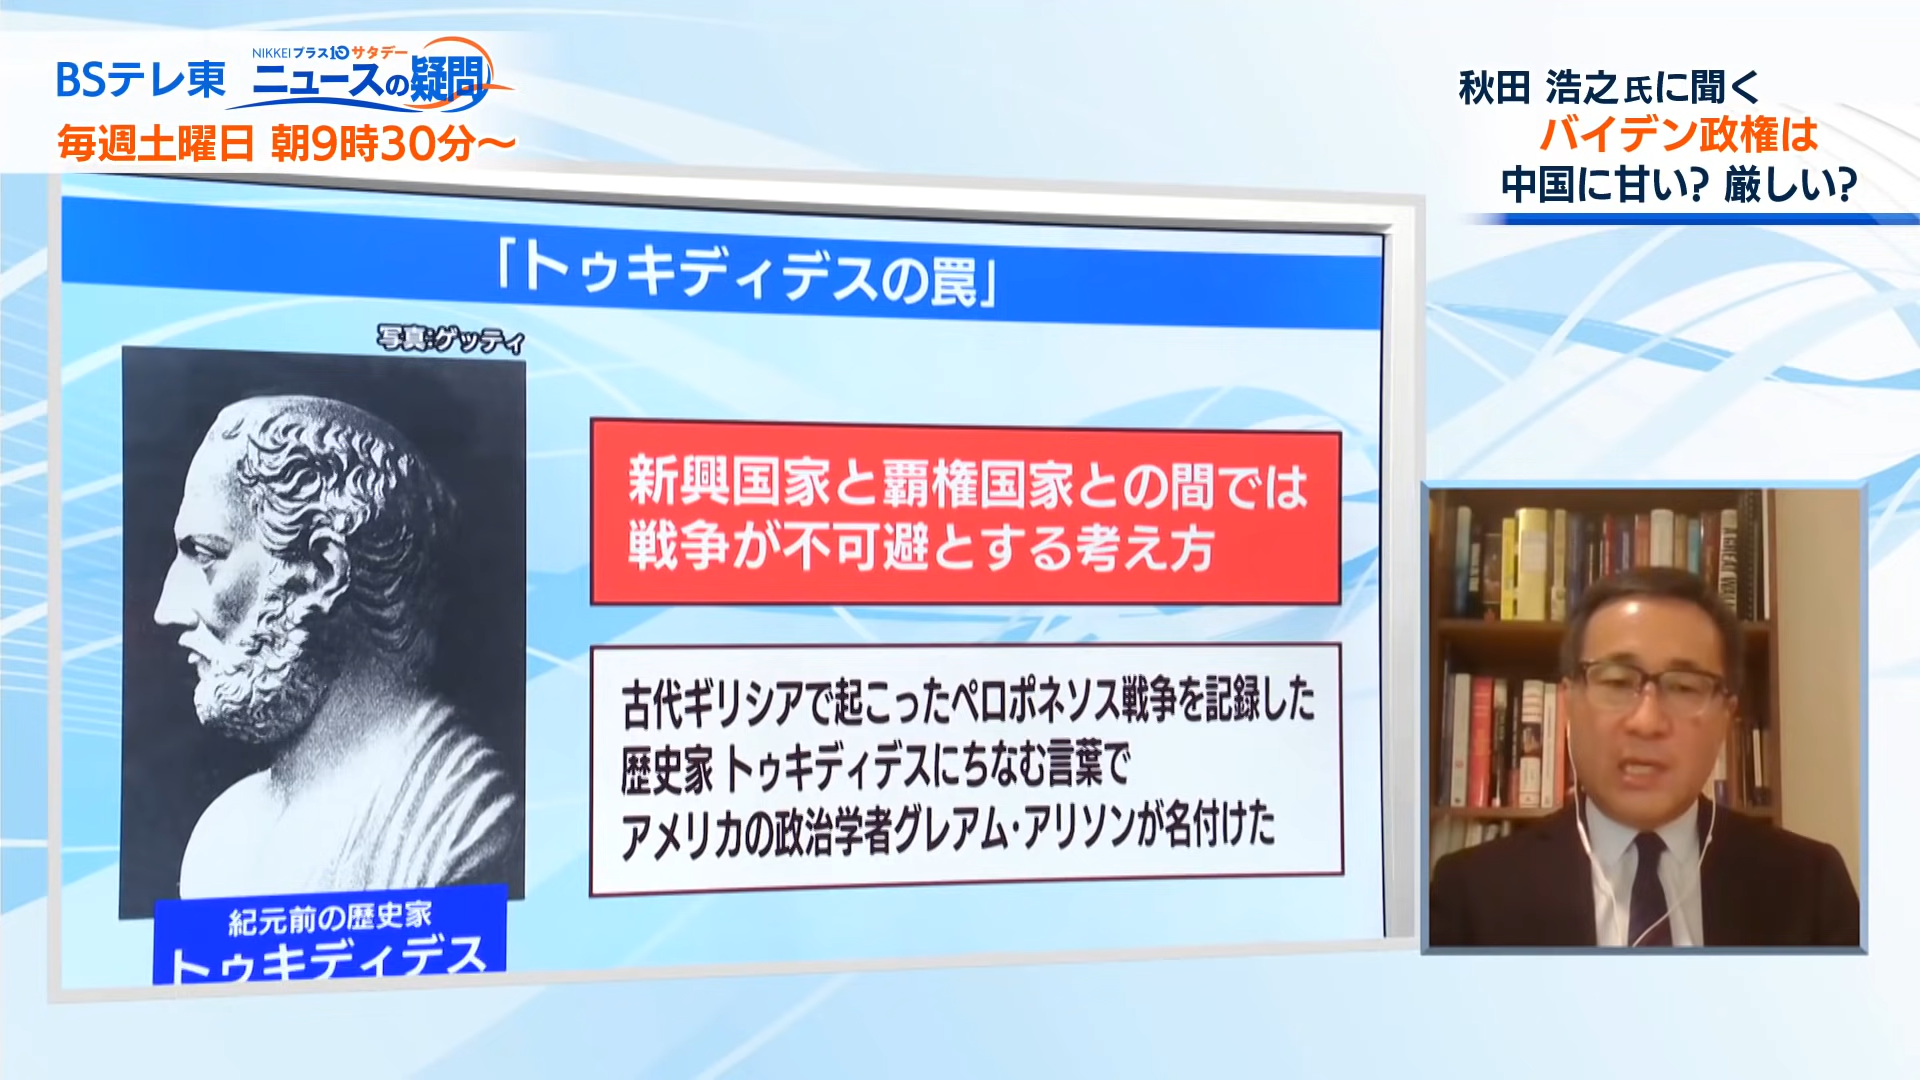 BSテレ東
NIKKEIプラス10サタデー
ニュースの疑問
毎週土曜日 朝9時30分～
秋田 浩之氏に聞く
バイデン政権は
中国に甘い? 厳しい?
「トゥキディデスの罠」
写真:ゲッティ
新興国家と覇権国家との間では
戦争が不可避とする考え方
古代ギリシアで起こったペロポネソス戦争を記録した
歴史家 トゥキディデスにちなむ言葉で
アメリカの政治学者グレアム・アリソンが名付けた
紀元前の歴史家
トゥキディデス